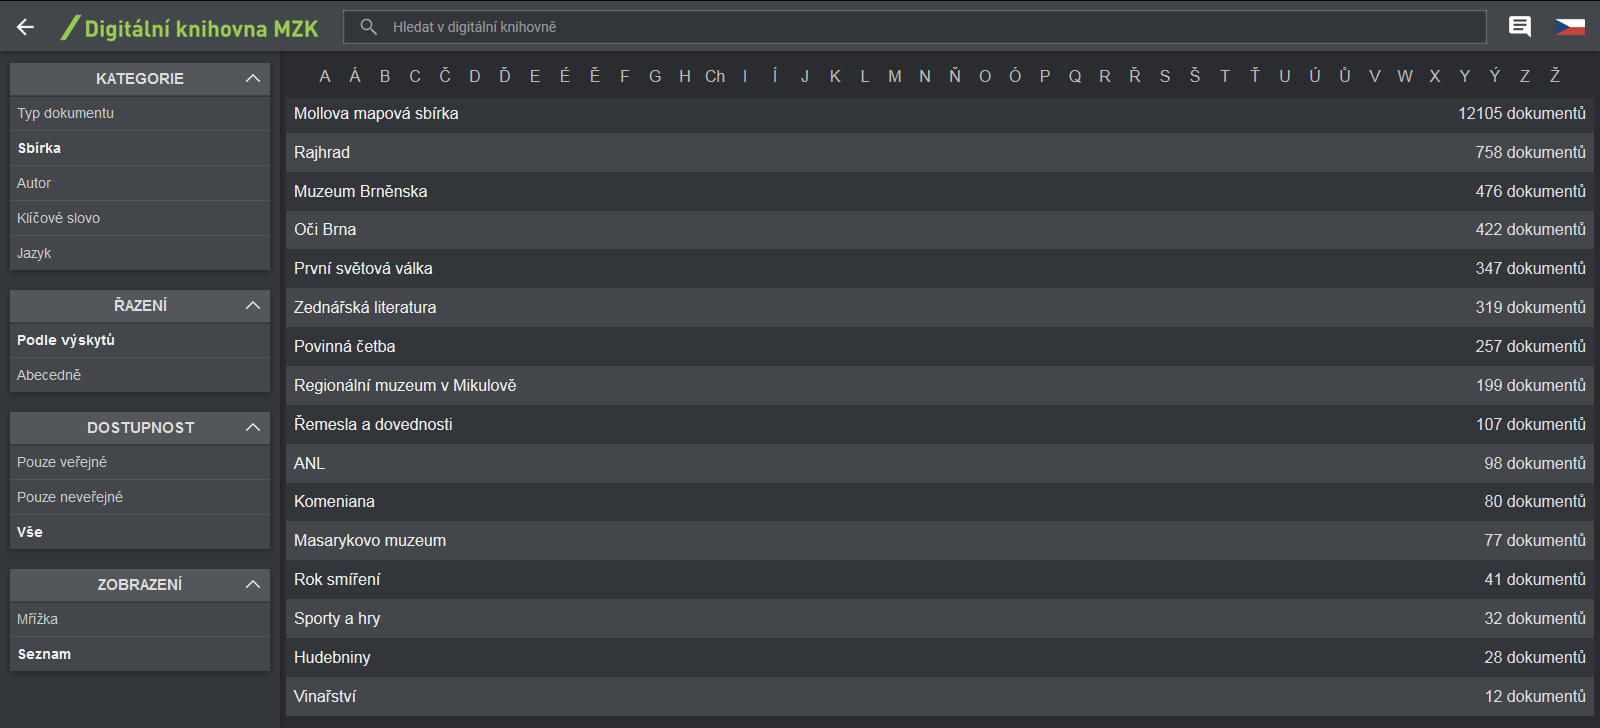 Digitální knihovna MZK
Hledat v digitální knihovně
KATEGORIE
Typ dokumentu
Sbírka
Autor
Klíčové slovo
Jazyk
ŘAZENÍ
Podle výskytů
Abecedně
DOSTUPNOST
Pouze veřejné
Pouze neveřejné
Vše
ZOBRAZENÍ
Mřížka
Seznam
A Á B C Č D Ď E É Ě F G H Ch I Í J K L M N Ň O Ó P Q R Ř S Š T Ť U Ú Ů V W X Y Ý Z Ž
Mollova mapová sbírka 12105 dokumentů
Rajhrad 758 dokumentů
Muzeum Brněnska 476 dokumentů
Oči Brna 422 dokumentů
První světová válka 347 dokumentů
Zednářská literatura 319 dokumentů
Povinná četba 257 dokumentů
Regionální muzeum v Mikulově 199 dokumentů
Řemesla a dovednosti 107 dokumentů
ANL 98 dokumentů
Komeniana 80 dokumentů
Masarykovo muzeum 77 dokumentů
Rok smíření 41 dokumentů
Sporty a hry 32 dokumentů
Hudebniny 28 dokumentů
Vinařství 12 dokumentů